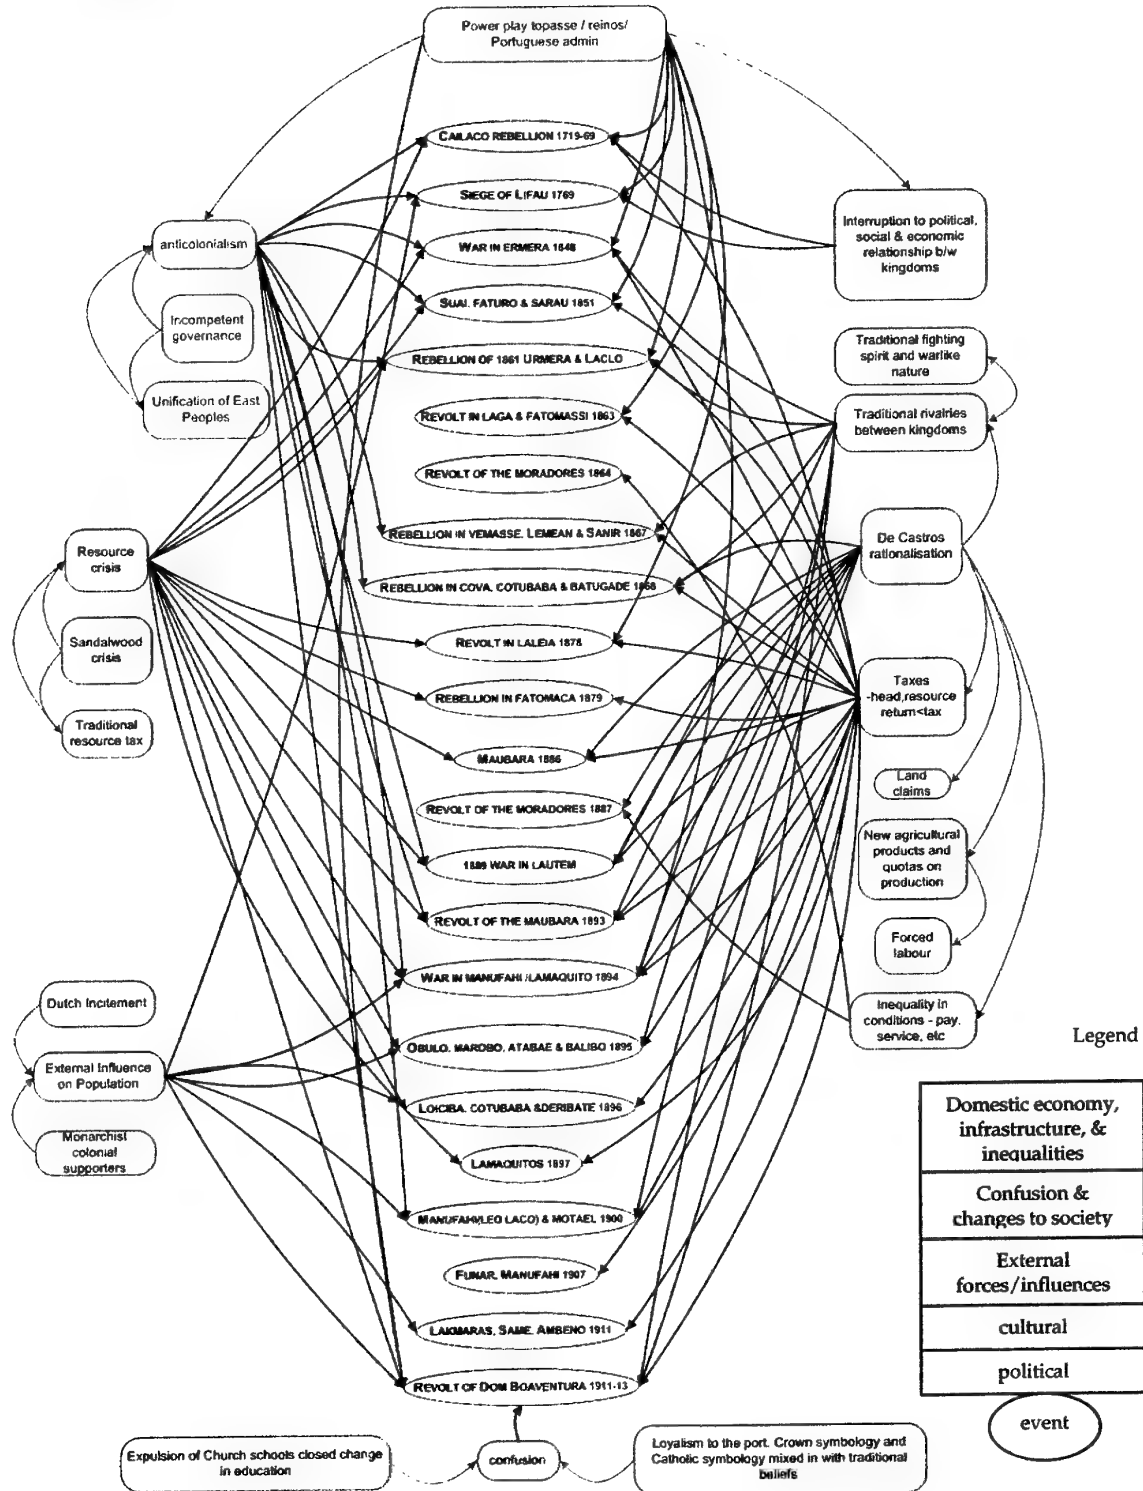 Power play topasse / reinos/
Portuguese admin
CAILACO REBELLION 1719-69
SIEGE OF LIFAU 1769
WAR IN ERMERA 1848
SUAI, FATURO & SARAU 1851
REBELLION OF 1861 URMERA & LACLO
REVOLT IN LAGA & FATOMASSI 1863
REVOLT OF THE MORADORES 1864
REBELLION IN VEMASSE, LEMEAN & SANIR 1867
REBELLION IN COVA, COTUBABA & BATUGADE 1868
REVOLT IN LALEIA 1878
REBELLION IN FATOMACA 1879
MAUBARA 1886
REVOLT OF THE MORADORES 1887
1889 WAR IN LAUTEM
REVOLT OF THE MAUBARA 1893
WAR IN MANUFAHI /LAMAQUITO 1894
OBULO, MAROBO, ATABAE & BALIBO 1895
LOICIBA, COTUBABA &DERIBATE 1896
LAMAQUITOS 1897
MANUFAHI(LEO LACO) & MOTAEL 1900
FUNAR, MANUFAHI 1907
LAKMARAS, SAME, AMBENO 1911
REVOLT OF DOM BOAVENTURA 1911-13
anticolonialism
Incompetent
governance
Unification of East
Peoples
Resource
crisis
Sandalwood
crisis
Traditional
resource tax
Dutch Incitement
External Influence
on Population
Monarchist
colonial
supporters
Interruption to political,
social & economic
relationship b/w
kingdoms
Traditional fighting
spirit and warlike
nature
Traditional rivalries
between kingdoms
De Castros
rationalisation
Taxes
-head,resource
return<tax
Land
claims
New agricultural
products and
quotas on
production
Forced
labour
Inequality in
conditions - pay,
service, etc
Legend
Domestic economy,
infrastructure, &
inequalities
Confusion &
changes to society
External
forces/influences
cultural
political
event
Expulsion of Church schools closed change
in education
confusion
Loyalism to the port. Crown symbology and
Catholic symbology mixed in with traditional
beliefs